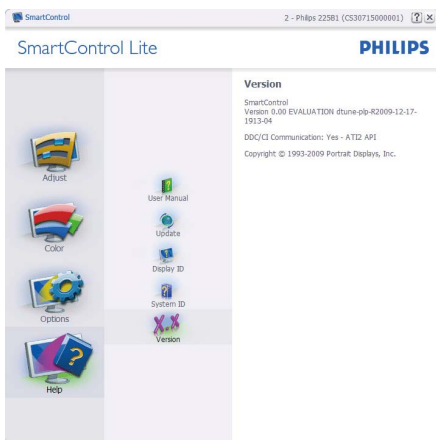 SmartControl
2 - Philips 225B1 (CS30715000001)
SmartControl Lite
PHILIPS
Adjust
Color
Options
Help
User Manual
Update
Display ID
System ID
X.X
Version
Version
SmartControl
Version 0.00 EVALUATION dtune-plp-R2009-12-17-
1913-04
DDC/CI Communication: Yes - ATI2 API
Copyright © 1993-2009 Portrait Displays, Inc.